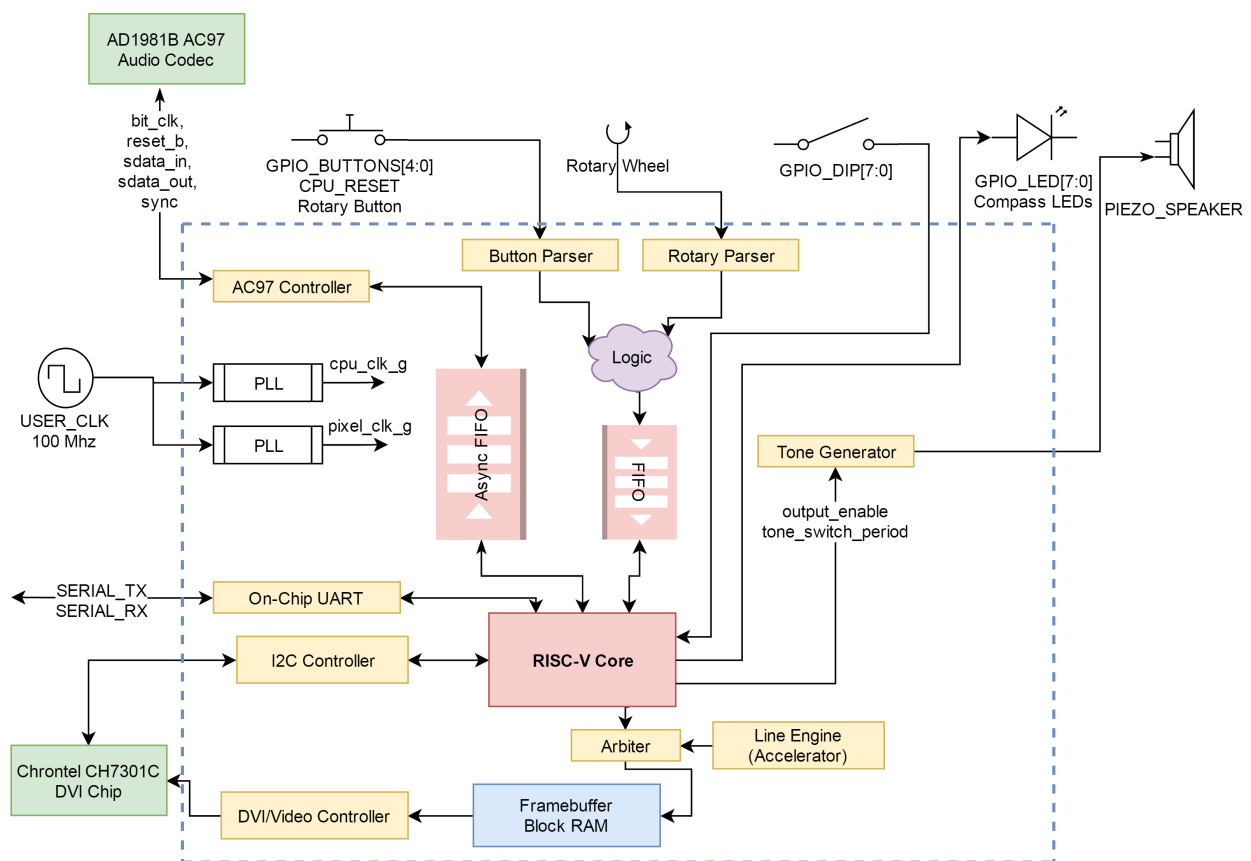 AD1981B AC97
Audio Codec
bit_clk,
reset_b,
sdata_in,
sdata_out,
sync
GPIO_BUTTONS[4:0]
CPU_RESET
Rotary Button
Rotary Wheel
GPIO_DIP[7:0]
GPIO_LED[7:0]
Compass LEDs
PIEZO_SPEAKER
Button Parser
Rotary Parser
AC97 Controller
Logic
USER_CLK
100 Mhz
PLL
cpu_clk_g
PLL
pixel_clk_g
Async FIFO
FIFO
Tone Generator
output_enable
tone_switch_period
SERIAL_TX
SERIAL_RX
On-Chip UART
I2C Controller
RISC-V Core
Arbiter
Line Engine
(Accelerator)
Chrontel CH7301C
DVI Chip
DVI/Video Controller
Framebuffer
Block RAM